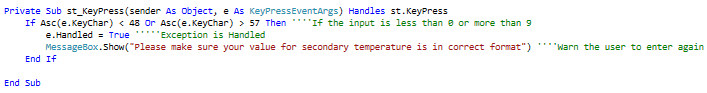 Private Sub st_KeyPress(sender As Object, e As KeyPressEventArgs) Handles st.KeyPress
If Asc(e.KeyChar) < 48 Or Asc(e.KeyChar) > 57 Then ''''If the input is less than 0 or more than 9
e.Handled = True '''''Exception is Handled
MessageBox.Show("Please make sure your value for secondary temperature is in correct format") ''''Warn the user to enter again
End If
End Sub